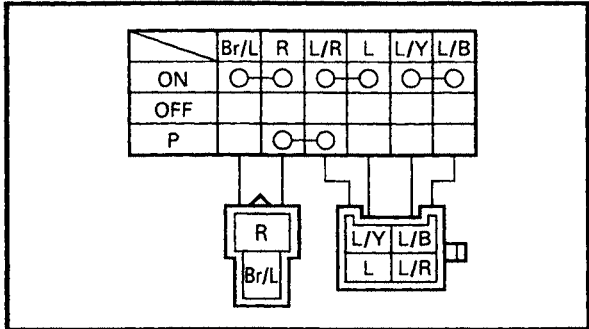 Br/L R L/R L L/Y L/B
ON
OFF
P
R
Br/L
L/Y L/B
L L/R